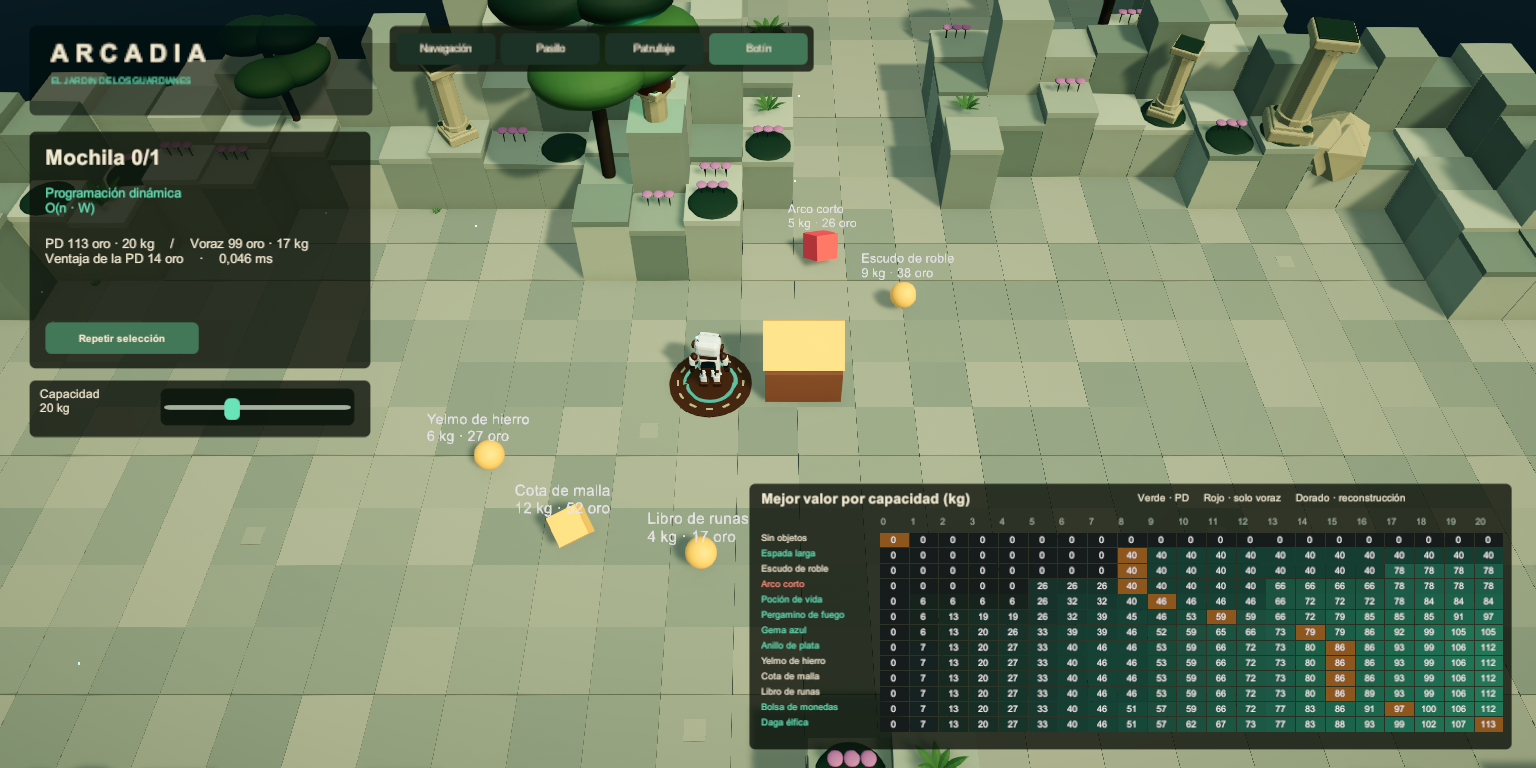 ARCADIA
EL JARDÍN DE LOS GUARDIANES
Navegación Pasillo Patrullaje Botín
Mochila 0/1
Programación dinámica
O(n · W)
PD 113 oro · 20 kg / Voraz 99 oro · 17 kg
Ventaja de la PD 14 oro · 0,046 ms
Repetir selección
Capacidad
20 kg
Arco corto
5 kg · 26 oro
Escudo de roble
9 kg · 38 oro
Yelmo de hierro
6 kg · 27 oro
Cota de malla
12 kg · 52 oro
Libro de runas
4 kg · 17 oro
Mejor valor por capacidad (kg) Verde · PD Rojo · solo voraz Dorado · reconstrucción
0 1 2 3 4 5 6 7 8 9 10 11 12 13 14 15 16 17 18 19 20
Sin objetos 0 0 0 0 0 0 0 0 0 0 0 0 0 0 0 0 0 0 0 0 0
Espada larga 0 0 0 0 0 0 0 0 40 40 40 40 40 40 40 40 40 40 40 40 40
Escudo de roble 0 0 0 0 0 0 0 0 40 40 40 40 40 40 40 40 40 78 78 78 78
Arco corto 0 0 0 0 0 26 26 26 40 40 40 40 40 66 66 66 66 78 78 78 78
Poción de vida 0 6 6 6 6 26 32 32 40 46 46 46 46 66 72 72 72 78 84 84 84
Pergamino de fuego 0 6 13 19 19 26 32 39 45 46 53 59 59 66 72 79 85 85 85 91 97
Gema azul 0 6 13 20 26 33 39 39 46 52 59 65 66 73 79 79 86 92 99 105 105
Anillo de plata 0 7 13 20 27 33 40 46 46 53 59 66 72 73 80 86 86 93 99 106 112
Yelmo de hierro 0 7 13 20 27 33 40 46 46 53 59 66 72 73 80 86 86 93 99 106 112
Cota de malla 0 7 13 20 27 33 40 46 46 53 59 66 72 73 80 86 86 93 99 106 112
Libro de runas 0 7 13 20 27 33 40 46 46 53 59 66 72 73 80 86 89 93 99 106 112
Bolsa de monedas 0 7 13 20 27 33 40 46 51 57 59 66 72 77 83 86 91 97 100 106 112
Daga élfica 0 7 13 20 27 33 40 46 51 57 62 67 73 77 83 88 93 99 102 107 113